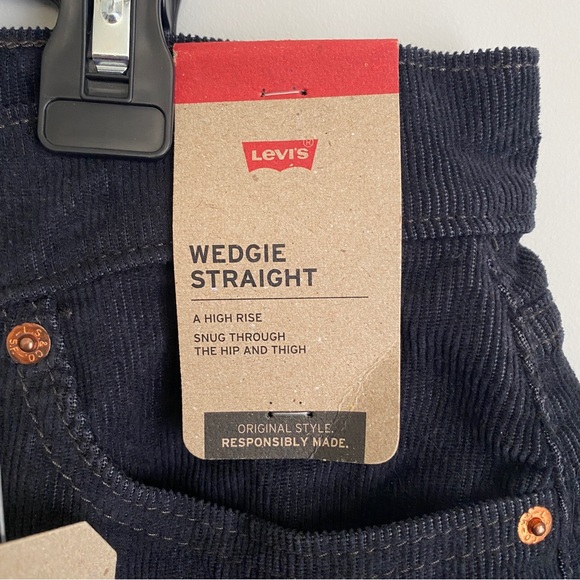 LEVI'S
WEDGIE
STRAIGHT
A HIGH RISE
SNUG THROUGH
THE HIP AND THIGH
ORIGINAL STYLE.
RESPONSIBLY MADE.